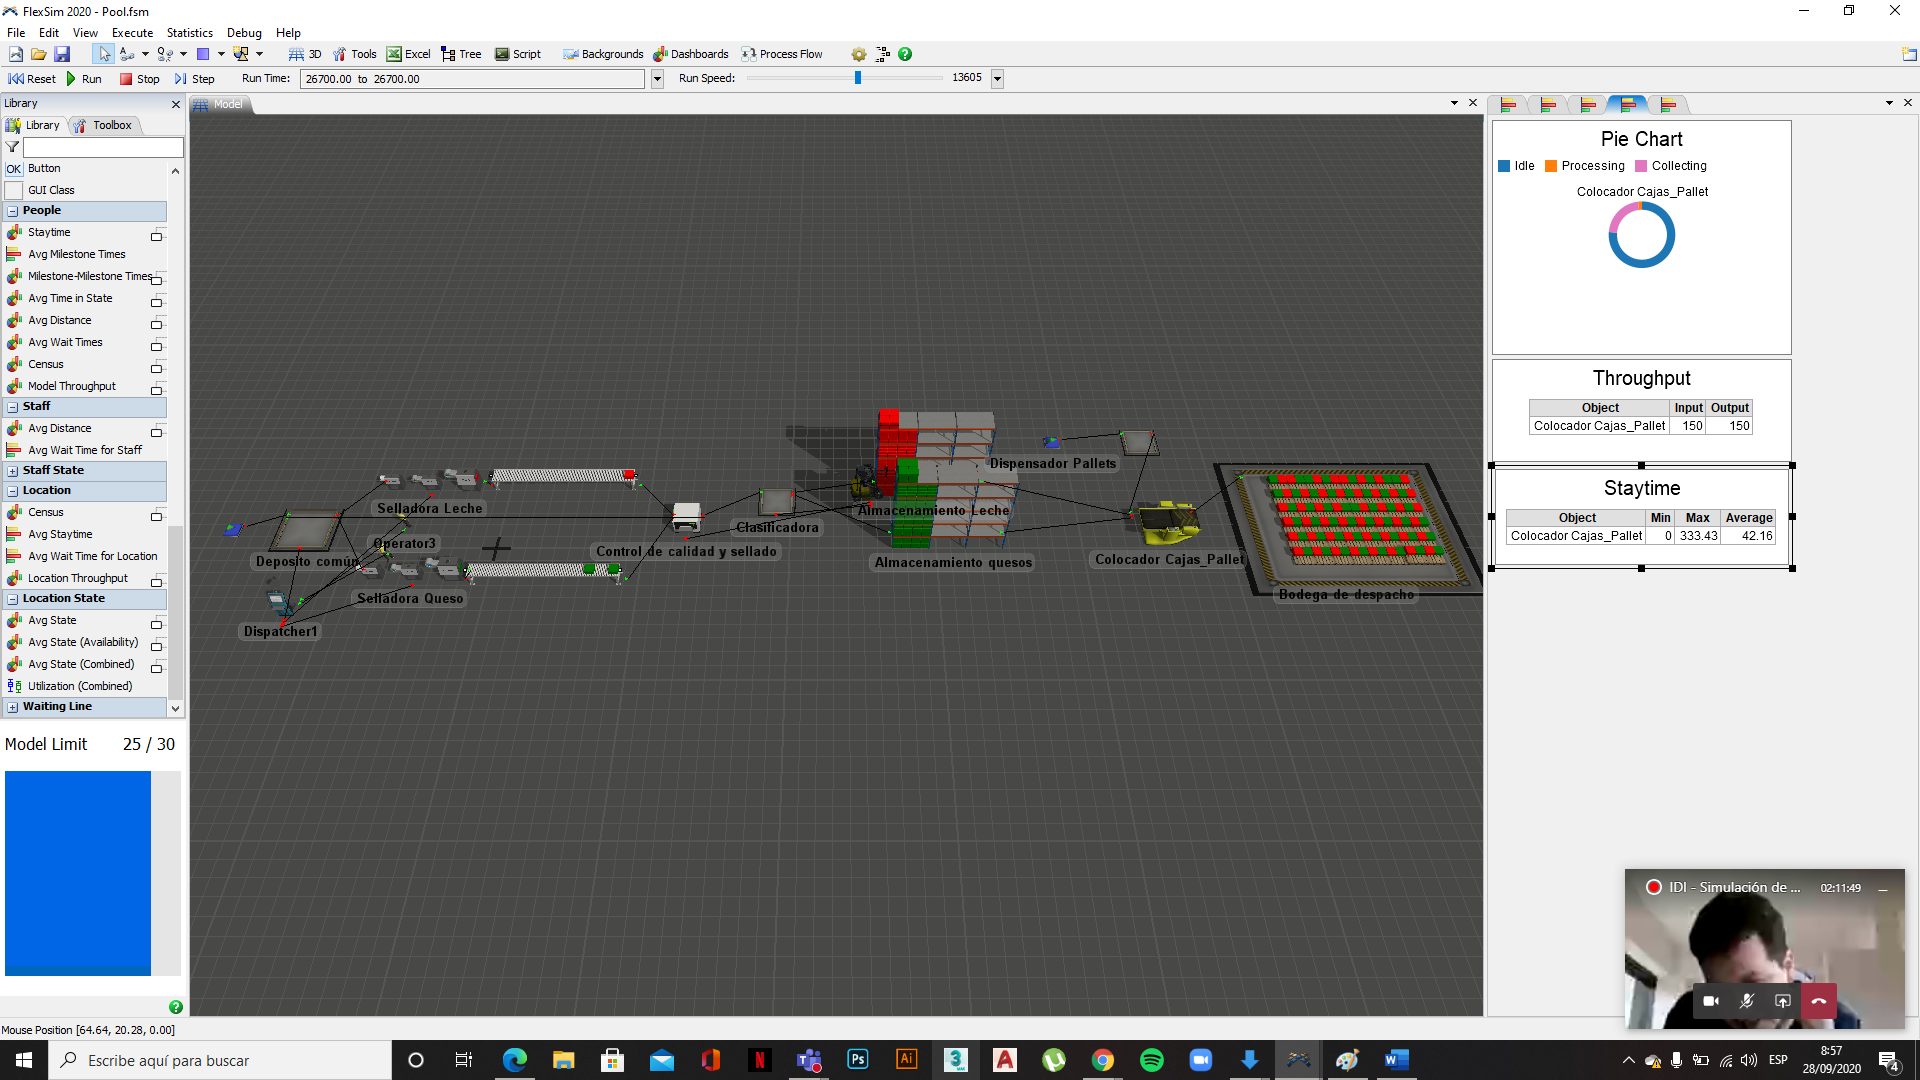 FlexSim 2020 - Pool.fsm
File Edit View Execute Statistics Debug Help
3D Tools Excel Tree Script Backgrounds Dashboards Process Flow
Reset Run Stop Step Run Time: 26700.00 to 26700.00 Run Speed: 13605
Library
Library Toolbox
OK Button
GUI Class
People
Staytime
Avg Milestone Times
Milestone-Milestone Times
Avg Time in State
Avg Distance
Avg Wait Times
Census
Model Throughput
Staff
Avg Distance
Avg Wait Time for Staff
Staff State
Location
Census
Avg Staytime
Avg Wait Time for Location
Location Throughput
Location State
Avg State
Avg State (Availability)
Avg State (Combined)
Utilization (Combined)
Waiting Line
Model Limit 25 / 30
Mouse Position [64.64, 20.28, 0.00]
Model
Dispensador Pallets
Selladora Leche
Almacenamiento Leche
Clasificadora
Operator3
Control de calidad y sellado
Deposito común
Colocador Cajas_Pallet
Almacenamiento quesos
Selladora Queso
Bodega de despacho
Dispatcher1
Pie Chart
Idle Processing Collecting
Colocador Cajas_Pallet
Throughput
Object Input Output
Colocador Cajas_Pallet 150 150
Staytime
Object Min Max Average
Colocador Cajas_Pallet 0 333.43 42.16
IDI - Simulación de ... 02:11:49
Escribe aquí para buscar
Ps
Ai
3
A
W
ESP
8:57
28/09/2020
4